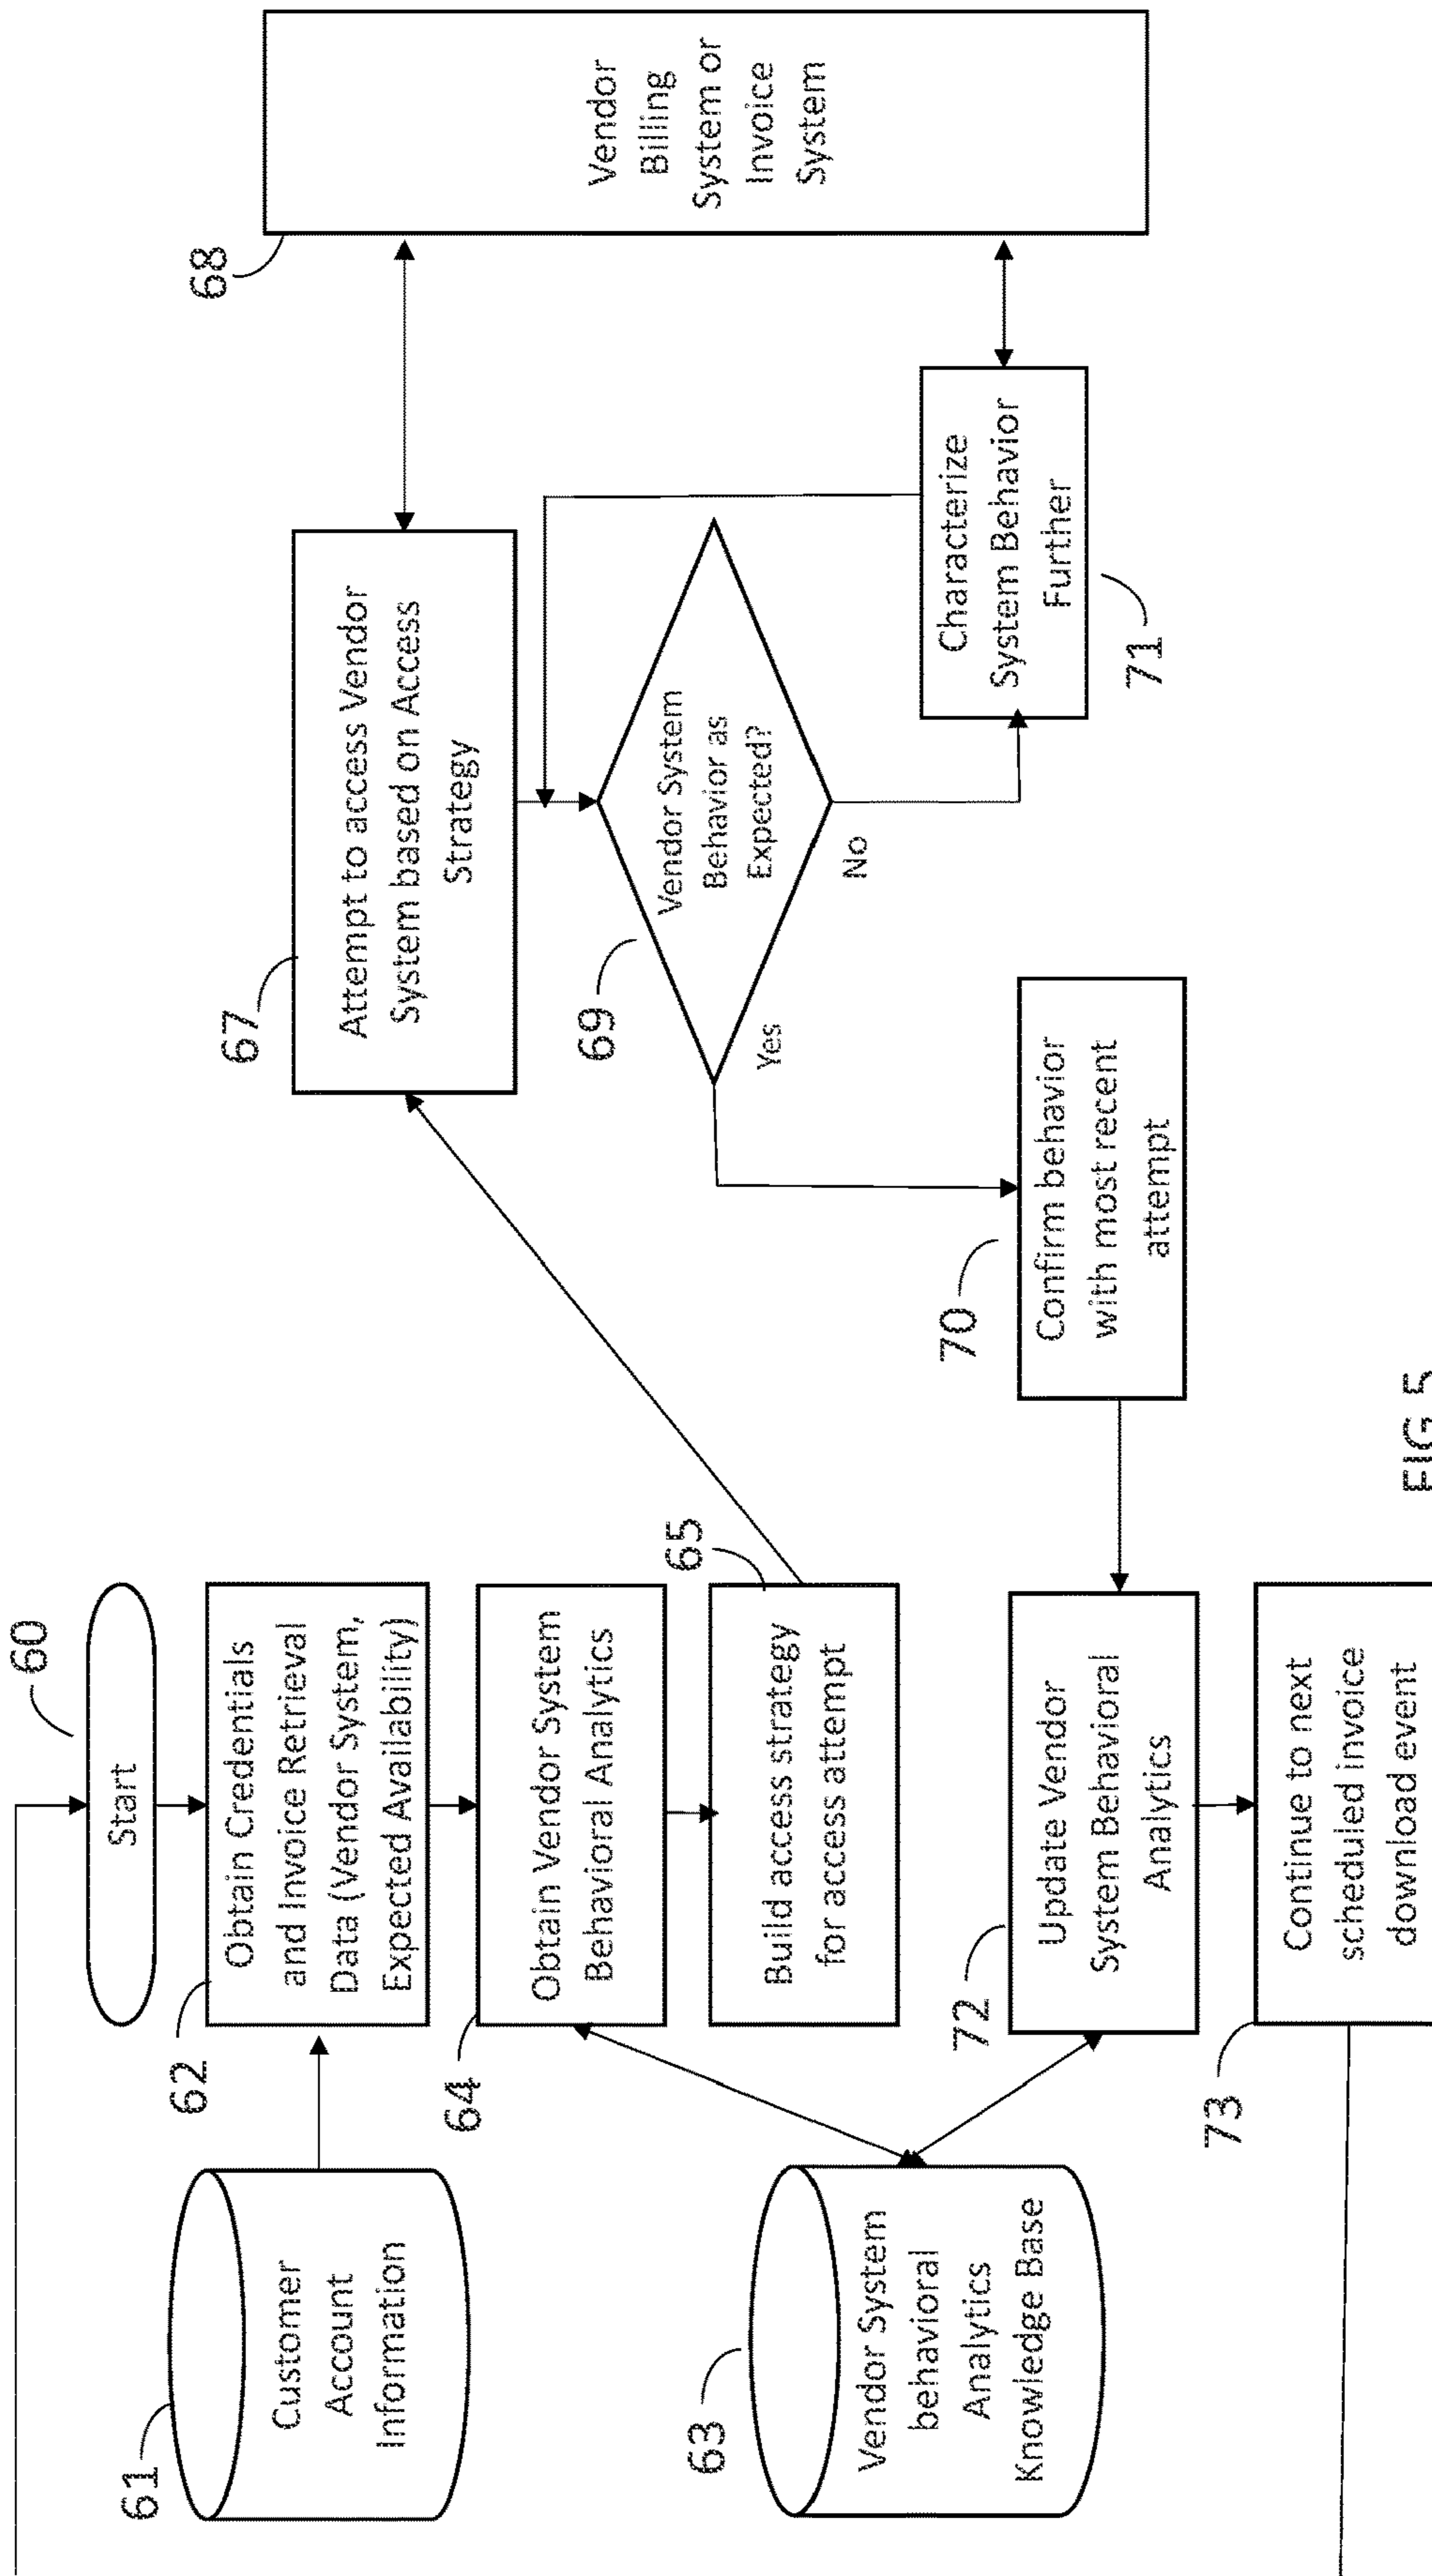 60
Start
61
Customer
Account
Information
62
Obtain Credentials
and Invoice Retrieval
Data (Vendor System,
Expected Availability)
64
Obtain Vendor System
Behavioral Analytics
65
Build access strategy
for access attempt
63
Vendor System
behavioral
Analytics
Knowledge Base
67
Attempt to access Vendor
System based on Access
Strategy
68
Vendor
Billing
System or
Invoice
System
69
Vendor System
Behavior as
Expected?
Yes
No
70
Confirm behavior
with most recent
attempt
71
Characterize
System Behavior
Further
72
Update Vendor
System Behavioral
Analytics
73
Continue to next
scheduled invoice
download event
FIG. 5